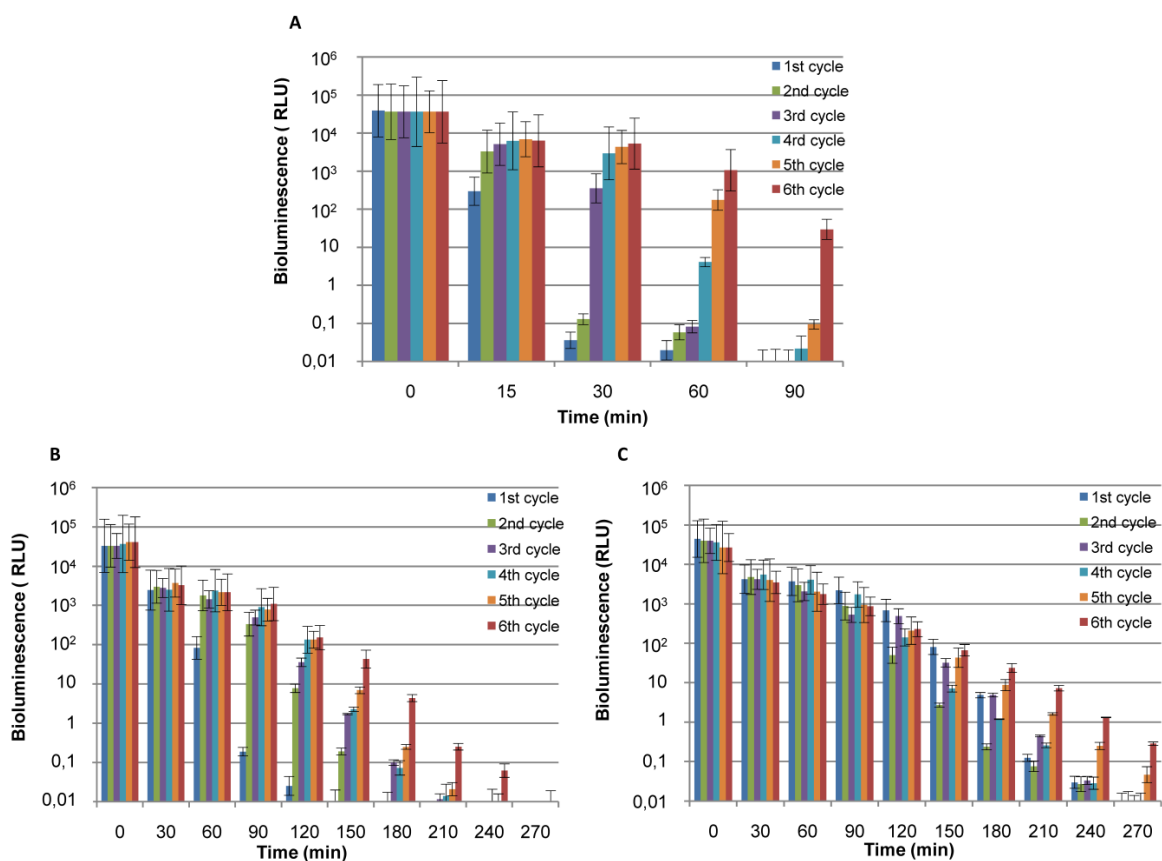 A
Bioluminescence ( RLU)
10⁶
10⁵
10⁴
10³
10²
10
1
0,1
0,01
0 15 30 60 90
Time (min)
1st cycle
2nd cycle
3rd cycle
4rd cycle
5th cycle
6th cycle
B
Bioluminescence ( RLU)
10⁶
10⁵
10⁴
10³
10²
10
1
0,1
0,01
0 30 60 90 120 150 180 210 240 270
Time (min)
1st cycle
2nd cycle
3rd cycle
4th cycle
5th cycle
6th cycle
C
Bioluminescence (RLU)
10⁶
10⁵
10⁴
10³
10²
10
1
0,1
0,01
0 30 60 90 120 150 180 210 240 270
Time (min)
1st cycle
2nd cycle
3rd cycle
4th cycle
5th cycle
6th cycle